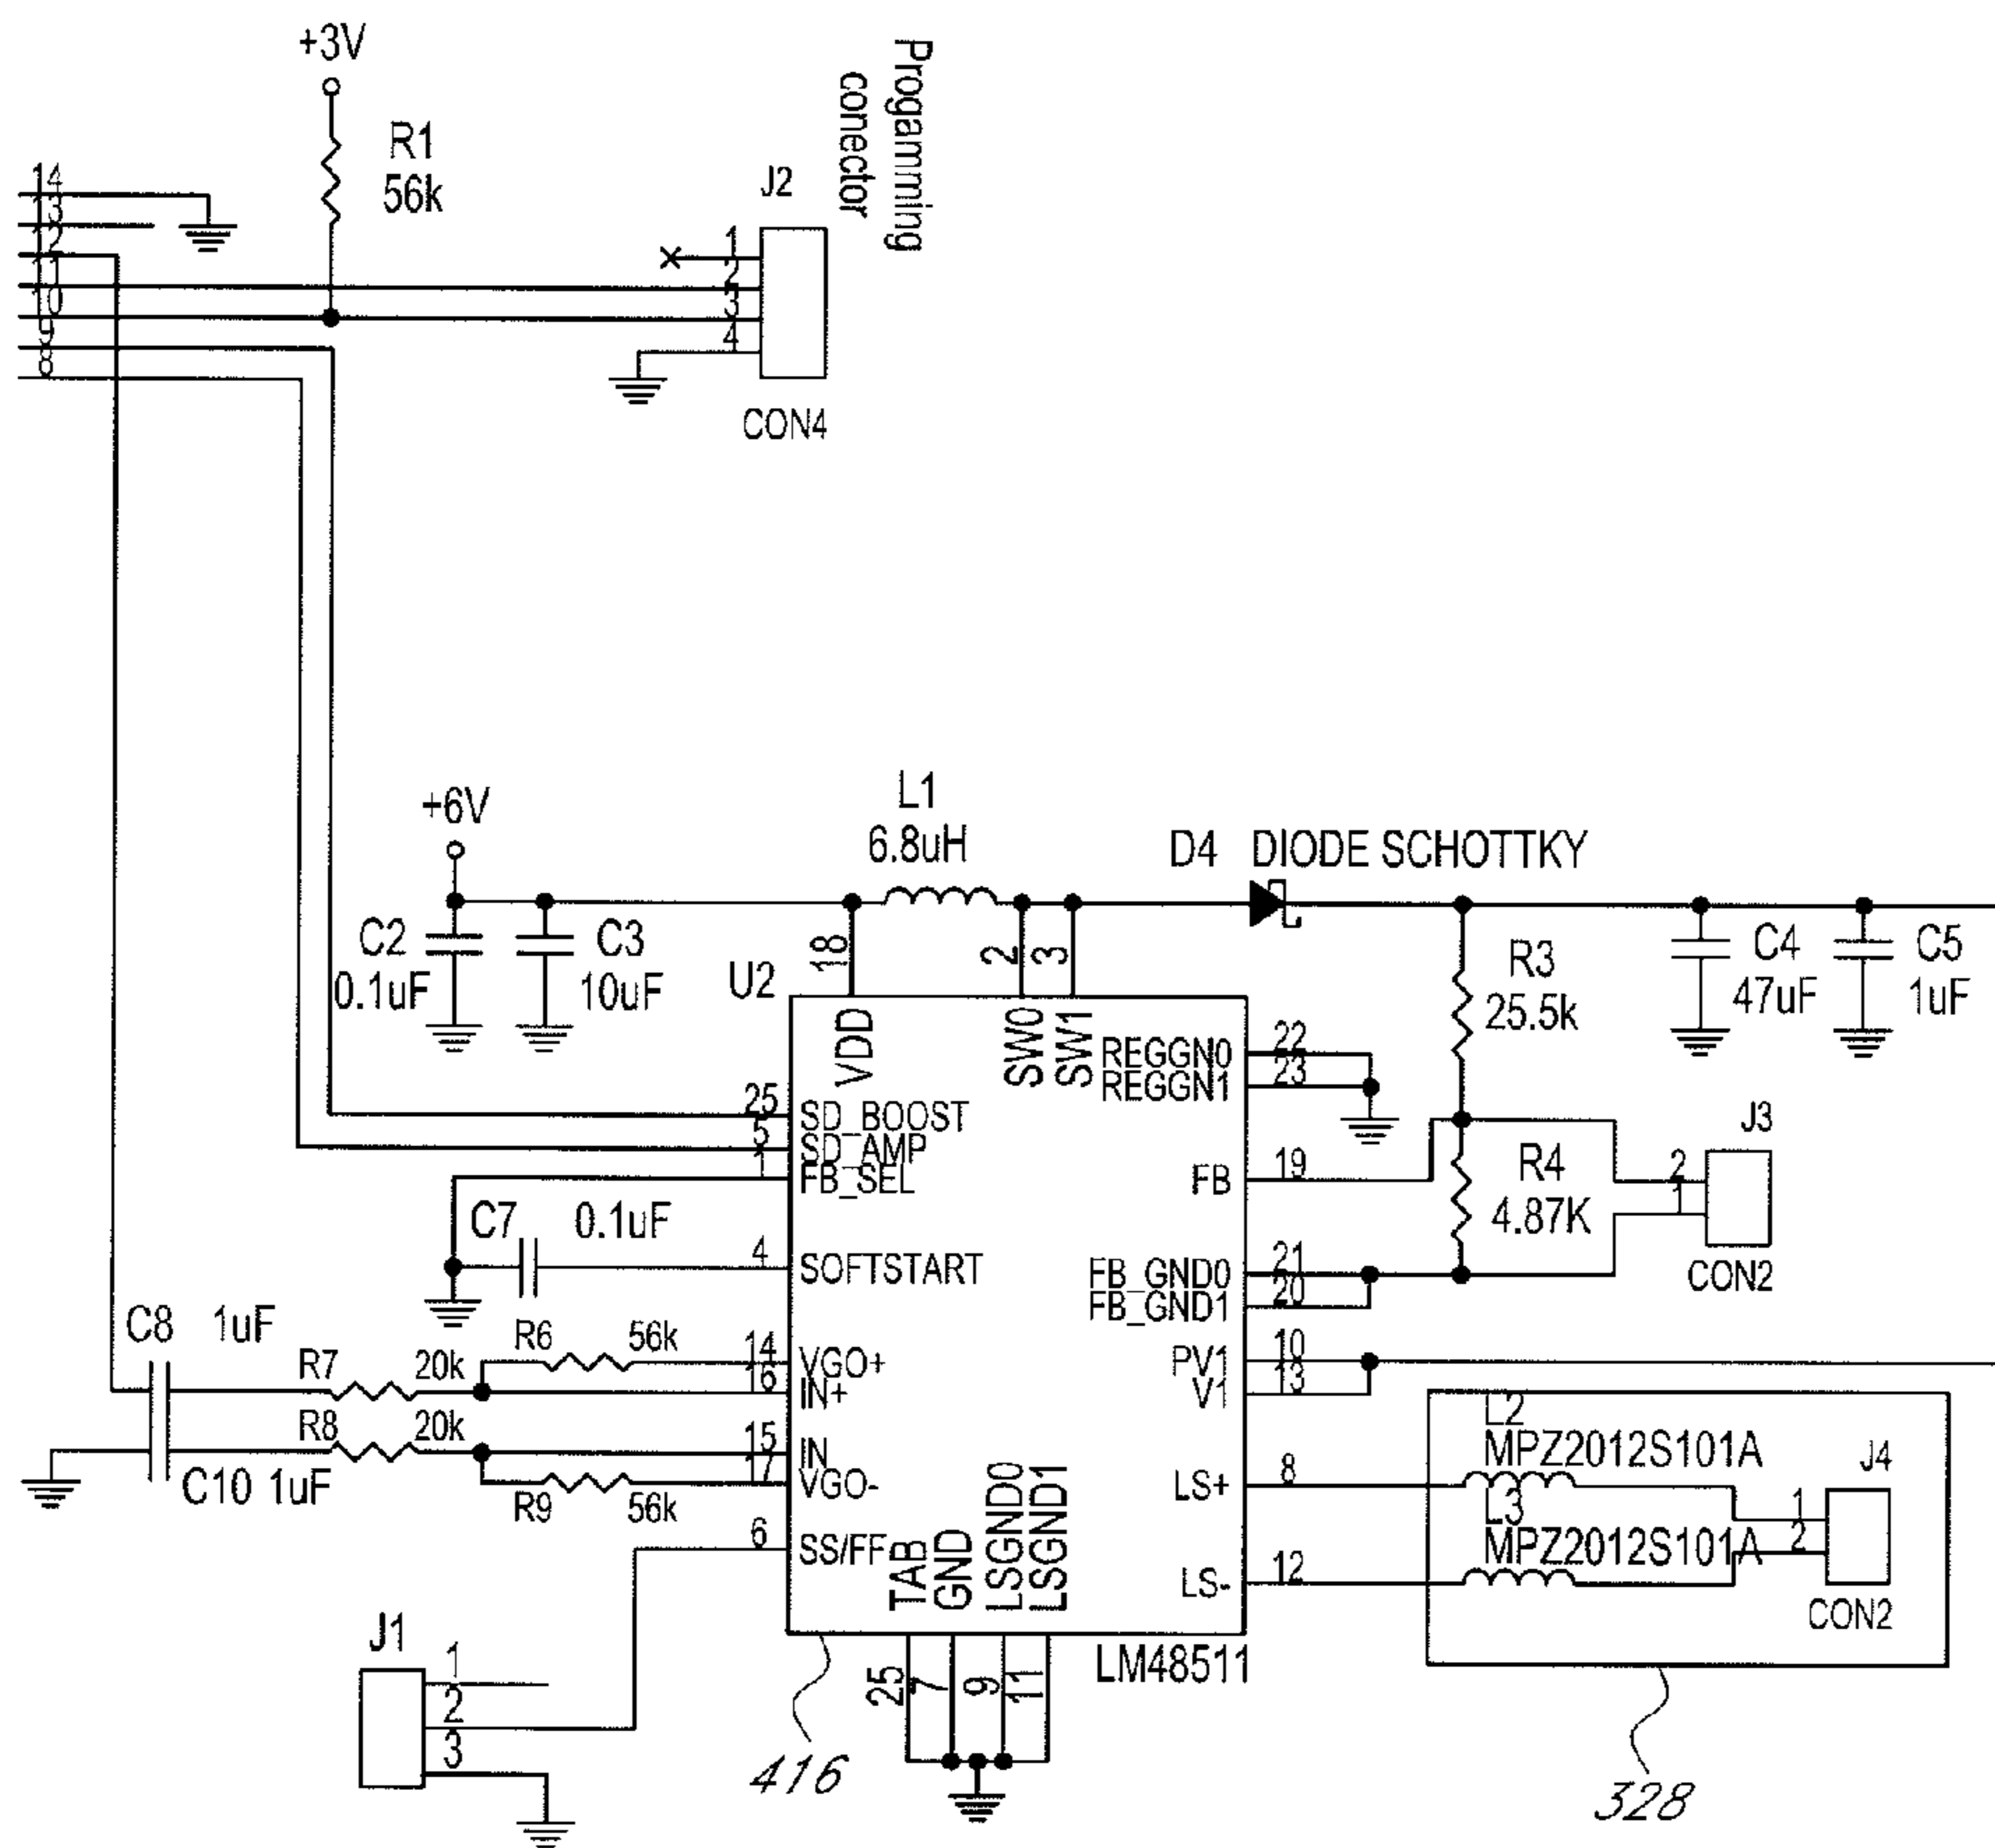 +3V
R1
56k
Progamming
conector
J2
14
13
12
11
10
9
8
1
2
3
4
CON4
+6V
L1
6.8uH
D4 DIODE SCHOTTKY
C2
0.1uF
C3
10uF
18
2
3
U2
R3
25.5k
C4
47uF
C5
1uF
VDD
SW0
SW1
REGGN0
REGGN1
22
23
25
5
1
SD_BOOST
SD_AMP
FB_SEL
FB
19
R4
4.87K
J3
2
1
CON2
C7 0.1uF
4
SOFTSTART
FB_GND0
FB_GND1
21
20
C8 1uF
R7 20k
R6 56k
14
16
VGO+
IN+
PV1
V1
10
13
R8 20k
C10 1uF
R9 56k
15
17
IN
VGO-
6
SS/FF
TAB
GND
LSGND0
LSGND1
LS+
8
LS-
12
L2
MPZ2012S101A
L3
MPZ2012S101A
J4
1
2
CON2
J1
1
2
3
25
7
9
11
LM48511
416
328